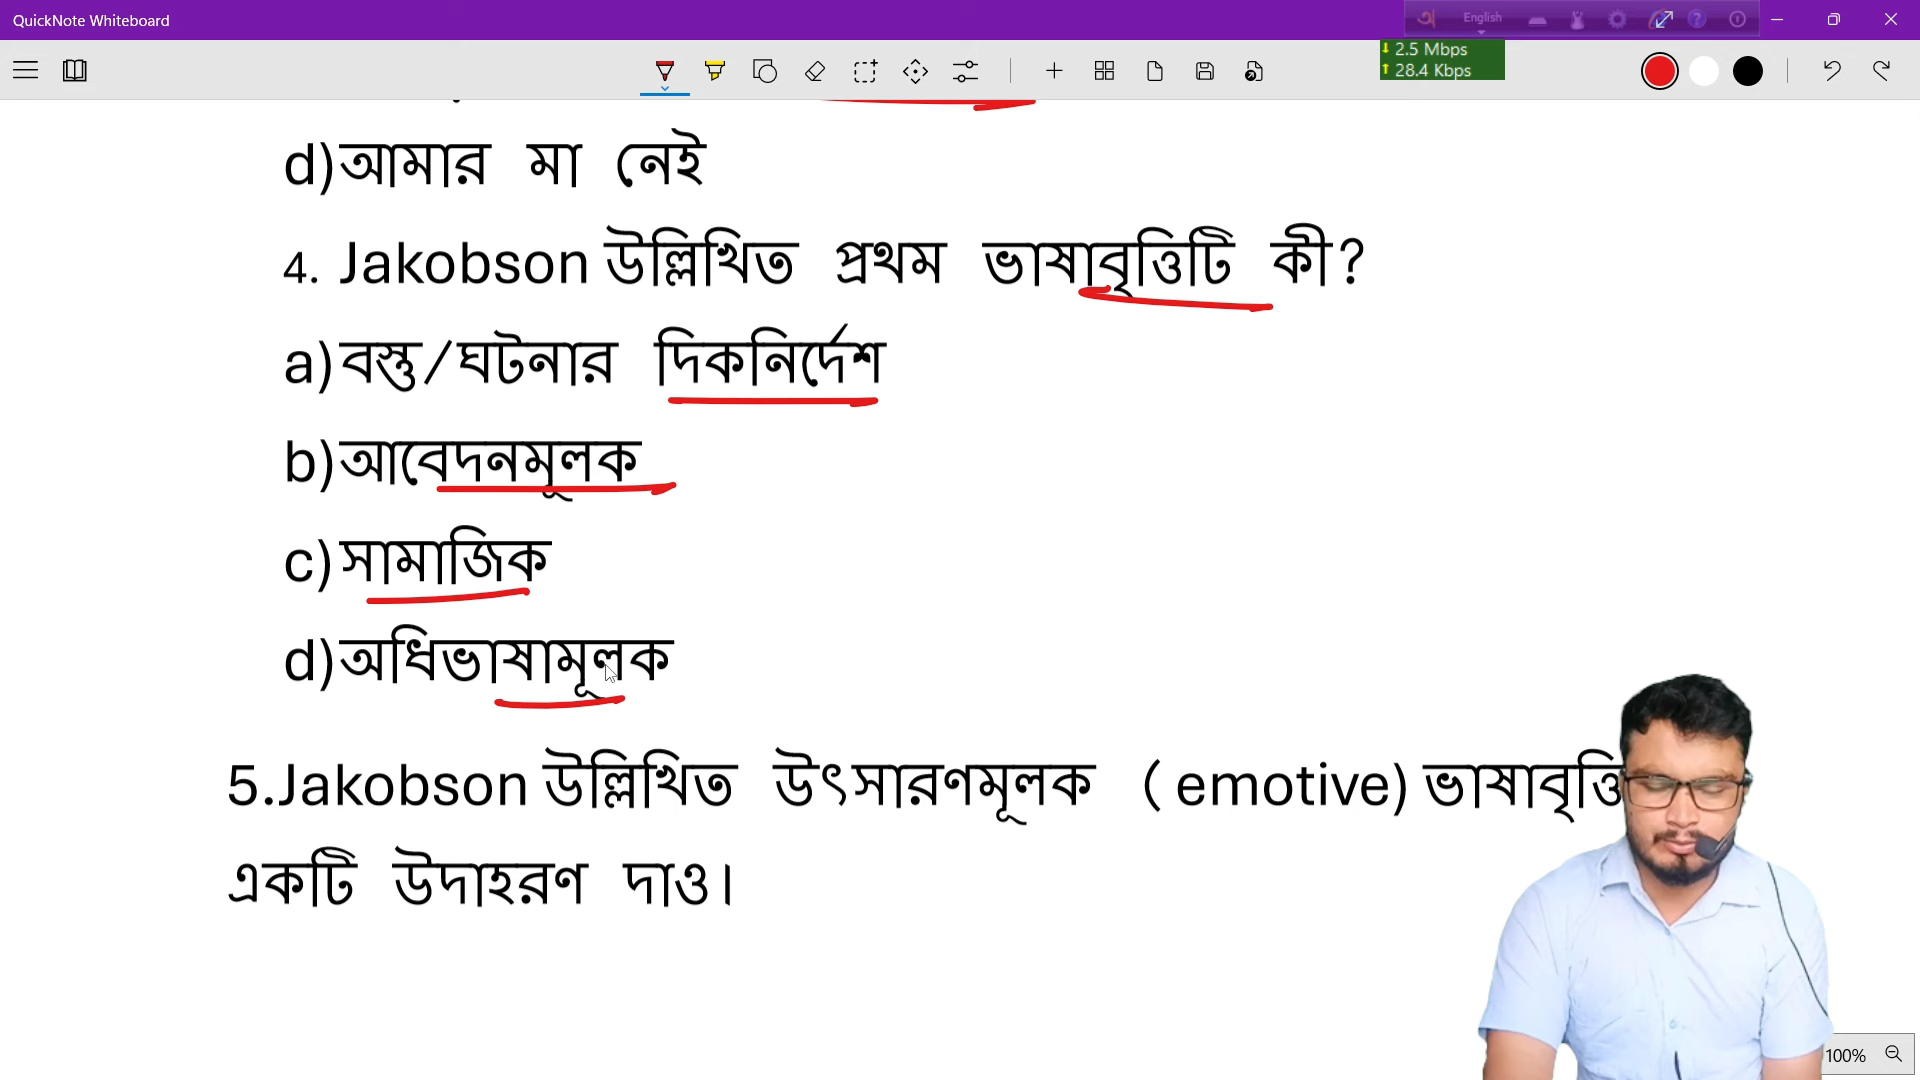 QuickNote Whiteboard
English
2.5 Mbps
28.4 Kbps
d)আমার মা নেই
4. Jakobson উল্লিখিত প্রথম ভাষাবৃত্তিটি কী?
a)বস্তু/ঘটনার দিকনির্দেশ
b)আবেদনমূলক
c)সামাজিক
d)অধিভাষামূলক
5.Jakobson উল্লিখিত উৎসারণমূলক ( emotive) ভাষাবৃত্তি
একটি উদাহরণ দাও।
100%